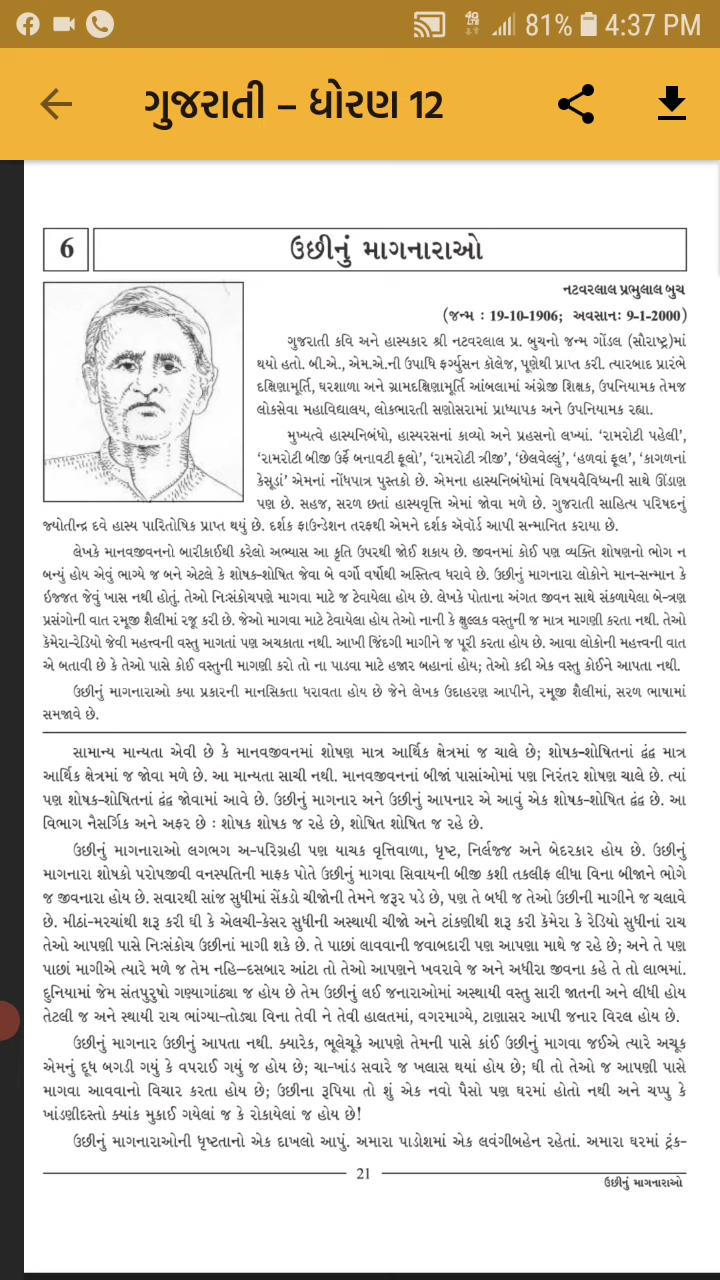 81% 4:37 PM
ગુજરાતી – ધોરણ 12
6
ઉછીનું માગનારાઓ
નટવરલાલ પ્રભુલાલ બુચ
(જન્મ : 19-10-1906; અવસાન: 9-1-2000)
ગુજરાતી કવિ અને હાસ્યકાર શ્રી નટવરલાલ પ્ર. બુચનો જન્મ ગોંડલ (સૌરાષ્ટ્ર)માં
થયો હતો. બી.એ., એમ.એ.ની ઉપાધિ ફર્ગ્યુસન કૉલેજ, પૂણેથી પ્રાપ્ત કરી. ત્યારબાદ પ્રારંભે
દક્ષિણામૂર્તિ, ઘરશાળા અને ગ્રામદક્ષિણામૂર્તિ આંબલામાં અંગ્રેજી શિક્ષક, ઉપનિયામક તેમજ
લોકસેવા મહાવિદ્યાલય, લોકભારતી સણોસરામાં પ્રાધ્યાપક અને ઉપનિયામક રહ્યા.
મુખ્યત્વે હાસ્યનિબંધો, હાસ્યરસનાં કાવ્યો અને પ્રહસનો લખ્યાં. ‘રામરોટી પહેલી’,
‘રામરોટી બીજી ઉર્ફે બનાવટી ફૂલો’, ‘રામરોટી ત્રીજી’, ‘છેલવેલ્લું’, ‘હળવાં ફૂલ’, ‘કાગળનાં
કેસૂડાં’ એમનાં નોંધપાત્ર પુસ્તકો છે. એમના હાસ્યનિબંધોમાં વિષયવૈવિધ્યની સાથે ઊંડાણ
પણ છે. સહજ, સરળ છતાં હાસ્યવૃત્તિ એમાં જોવા મળે છે. ગુજરાતી સાહિત્ય પરિષદનું
જ્યોતીન્દ્ર દવે હાસ્ય પારિતોષિક પ્રાપ્ત થયું છે. દર્શક ફાઉન્ડેશન તરફથી એમને દર્શક ઍવૉર્ડ આપી સન્માનિત કરાયા છે.
લેખકે માનવજીવનનો બારીકાઈથી કરેલો અભ્યાસ આ કૃતિ ઉપરથી જોઈ શકાય છે. જીવનમાં કોઈ પણ વ્યક્તિ શોષણનો ભોગ ન
બન્યું હોય એવું ભાગ્યે જ બને એટલે કે શોષક-શોષિત જેવા બે વર્ગો વર્ષોથી અસ્તિત્વ ધરાવે છે. ઉછીનું માગનારા લોકોને માન-સન્માન કે
ઇજ્જત જેવું ખાસ નથી હોતું. તેઓ નિઃસંકોચપણે માગવા માટે જ ટેવાયેલા હોય છે. લેખકે પોતાના અંગત જીવન સાથે સંકળાયેલા બે-ત્રણ
પ્રસંગોની વાત રમૂજી શૈલીમાં રજૂ કરી છે. જેઓ માગવા માટે ટેવાયેલા હોય તેઓ નાની કે ક્ષુલ્લક વસ્તુની જ માત્ર માગણી કરતા નથી. તેઓ
કૅમેરા-રેડિયો જેવી મહત્ત્વની વસ્તુ માગતાં પણ અચકાતા નથી. આખી જિંદગી માગીને જ પૂરી કરતા હોય છે. આવા લોકોની મહત્ત્વની વાત
એ બતાવી છે કે તેઓ પાસે કોઈ વસ્તુની માગણી કરો તો ના પાડવા માટે હજાર બહાનાં હોય; તેઓ કદી એક વસ્તુ કોઈને આપતા નથી.
ઉછીનું માગનારાઓ કયા પ્રકારની માનસિકતા ધરાવતા હોય છે જેને લેખક ઉદાહરણ આપીને, રમૂજી શૈલીમાં, સરળ ભાષામાં
સમજાવે છે.
સામાન્ય માન્યતા એવી છે કે માનવજીવનમાં શોષણ માત્ર આર્થિક ક્ષેત્રમાં જ ચાલે છે; શોષક-શોષિતનાં દ્વંદ્વ માત્ર
આર્થિક ક્ષેત્રમાં જ જોવા મળે છે. આ માન્યતા સાચી નથી. માનવજીવનનાં બીજાં પાસાંઓમાં પણ નિરંતર શોષણ ચાલે છે. ત્યાં
પણ શોષક-શોષિતનાં દ્વંદ્વ જોવામાં આવે છે. ઉછીનું માગનાર અને ઉછીનું આપનાર એ આવું એક શોષક-શોષિત દ્વંદ્વ છે. આ
વિભાગ નૈસર્ગિક અને અફર છે : શોષક શોષક જ રહે છે, શોષિત શોષિત જ રહે છે.
ઉછીનું માગનારાઓ લગભગ અ-પરિગ્રહી પણ યાચક વૃત્તિવાળા, ધૃષ્ટ, નિર્લજ્જ અને બેદરકાર હોય છે. ઉછીનું
માગનારા શોષકો પરોપજીવી વનસ્પતિની માફક પોતે ઉછીનું માગવા સિવાયની બીજી કશી તકલીફ લીધા વિના બીજાને ભોગે
જ જીવનારા હોય છે. સવારથી સાંજ સુધીમાં સેંકડો ચીજોની તેમને જરૂર પડે છે, પણ તે બધી જ તેઓ ઉછીની માગીને જ ચલાવે
છે. મીઠાં-મરચાંથી શરૂ કરી ઘી કે એલચી-કેસર સુધીની અસ્થાયી ચીજો અને ટાંકણીથી શરૂ કરી કૅમેરા કે રેડિયો સુધીનાં રાચ
તેઓ આપણી પાસે નિઃસંકોચ ઉછીનાં માગી શકે છે. તે પાછાં લાવવાની જવાબદારી પણ આપણા માથે જ રહે છે; અને તે પણ
પાછાં માગીએ ત્યારે મળે જ તેમ નહિ–દસબાર આંટા તો તેઓ આપણને ખવરાવે જ અને અધીરા જીવના કહે તે તો લાભમાં.
દુનિયામાં જેમ સંતપુરુષો ગણ્યાગાંઠ્યા જ હોય છે તેમ ઉછીનું લઈ જનારાઓમાં અસ્થાયી વસ્તુ સારી જાતની અને લીધી હોય
તેટલી જ અને સ્થાયી રાચ ભાંગ્યા-તોડ્યા વિના તેવી ને તેવી હાલતમાં, વગરમાગ્યે, ટાણાસર આપી જનાર વિરલ હોય છે.
ઉછીનું માગનાર ઉછીનું આપતા નથી. ક્યારેક, ભૂલેચૂકે આપણે તેમની પાસે કાંઈ ઉછીનું માગવા જઈએ ત્યારે અચૂક
એમનું દૂધ બગડી ગયું કે વપરાઈ ગયું જ હોય છે; ચા-ખાંડ સવારે જ ખલાસ થયાં હોય છે; ઘી તો તેઓ જ આપણી પાસે
માગવા આવવાનો વિચાર કરતા હોય છે; ઉછીના રૂપિયા તો શું એક નવો પૈસો પણ ઘરમાં હોતો નથી અને ચપ્પુ કે
ખાંડણીદસ્તો ક્યાંક મુકાઈ ગયેલાં જ કે રોકાયેલાં જ હોય છે!
ઉછીનું માગનારાઓની ધૃષ્ટતાનો એક દાખલો આપું. અમારા પાડોશમાં એક લવંગીબહેન રહેતાં. અમારા ઘરમાં ટ્રંક-
21
ઉછીનું માગનારાઓ